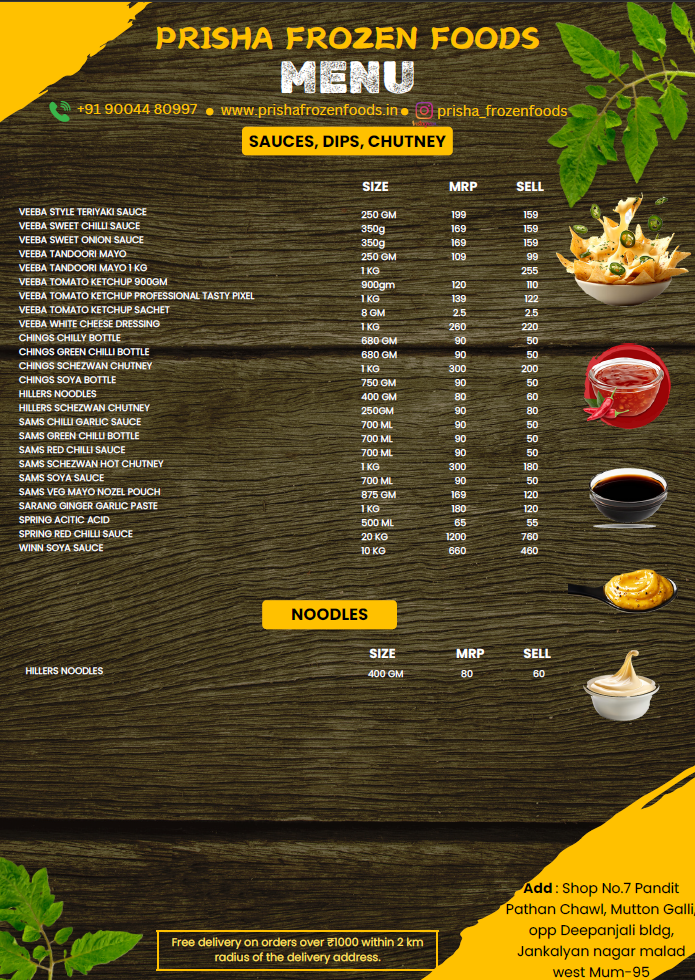 PRISHA FROZEN FOODS
MENU
+91 90044 80997 ● www.prishafrozenfoods.in ● prisha_frozenfoods
SAUCES, DIPS, CHUTNEY
SIZE MRP SELL
VEEBA STYLE TERIYAKI SAUCE 250 GM 199 159
VEEBA SWEET CHILLI SAUCE 350g 169 159
VEEBA SWEET ONION SAUCE 350g 169 159
VEEBA TANDOORI MAYO 250 GM 109 99
VEEBA TANDOORI MAYO 1 KG 1 KG 255
VEEBA TOMATO KETCHUP 900GM 900gm 120 110
VEEBA TOMATO KETCHUP PROFESSIONAL TASTY PIXEL 1 KG 139 122
VEEBA TOMATO KETCHUP SACHET 8 GM 2.5 2.5
VEEBA WHITE CHEESE DRESSING 1 KG 260 220
CHINGS CHILLY BOTTLE 680 GM 90 50
CHINGS GREEN CHILLI BOTTLE 680 GM 90 50
CHINGS SCHEZWAN CHUTNEY 1 KG 300 200
CHINGS SOYA BOTTLE 750 GM 90 50
HILLERS NOODLES 400 GM 80 60
HILLERS SCHEZWAN CHUTNEY 250GM 90 80
SAMS CHILLI GARLIC SAUCE 700 ML 90 50
SAMS GREEN CHILLI BOTTLE 700 ML 90 50
SAMS RED CHILLI SAUCE 700 ML 90 50
SAMS SCHEZWAN HOT CHUTNEY 1 KG 300 180
SAMS SOYA SAUCE 700 ML 90 50
SAMS VEG MAYO NOZEL POUCH 875 GM 169 120
SARANG GINGER GARLIC PASTE 1 KG 180 120
SPRING ACITIC ACID 500 ML 65 55
SPRING RED CHILLI SAUCE 20 KG 1200 760
WINN SOYA SAUCE 10 KG 660 460
NOODLES
SIZE MRP SELL
HILLERS NOODLES 400 GM 80 60
Free delivery on orders over ₹1000 within 2 km
radius of the delivery address.
Add : Shop No.7 Pandit
Pathan Chawl, Mutton Galli,
opp Deepanjali bldg,
Jankalyan nagar malad
west Mum-95